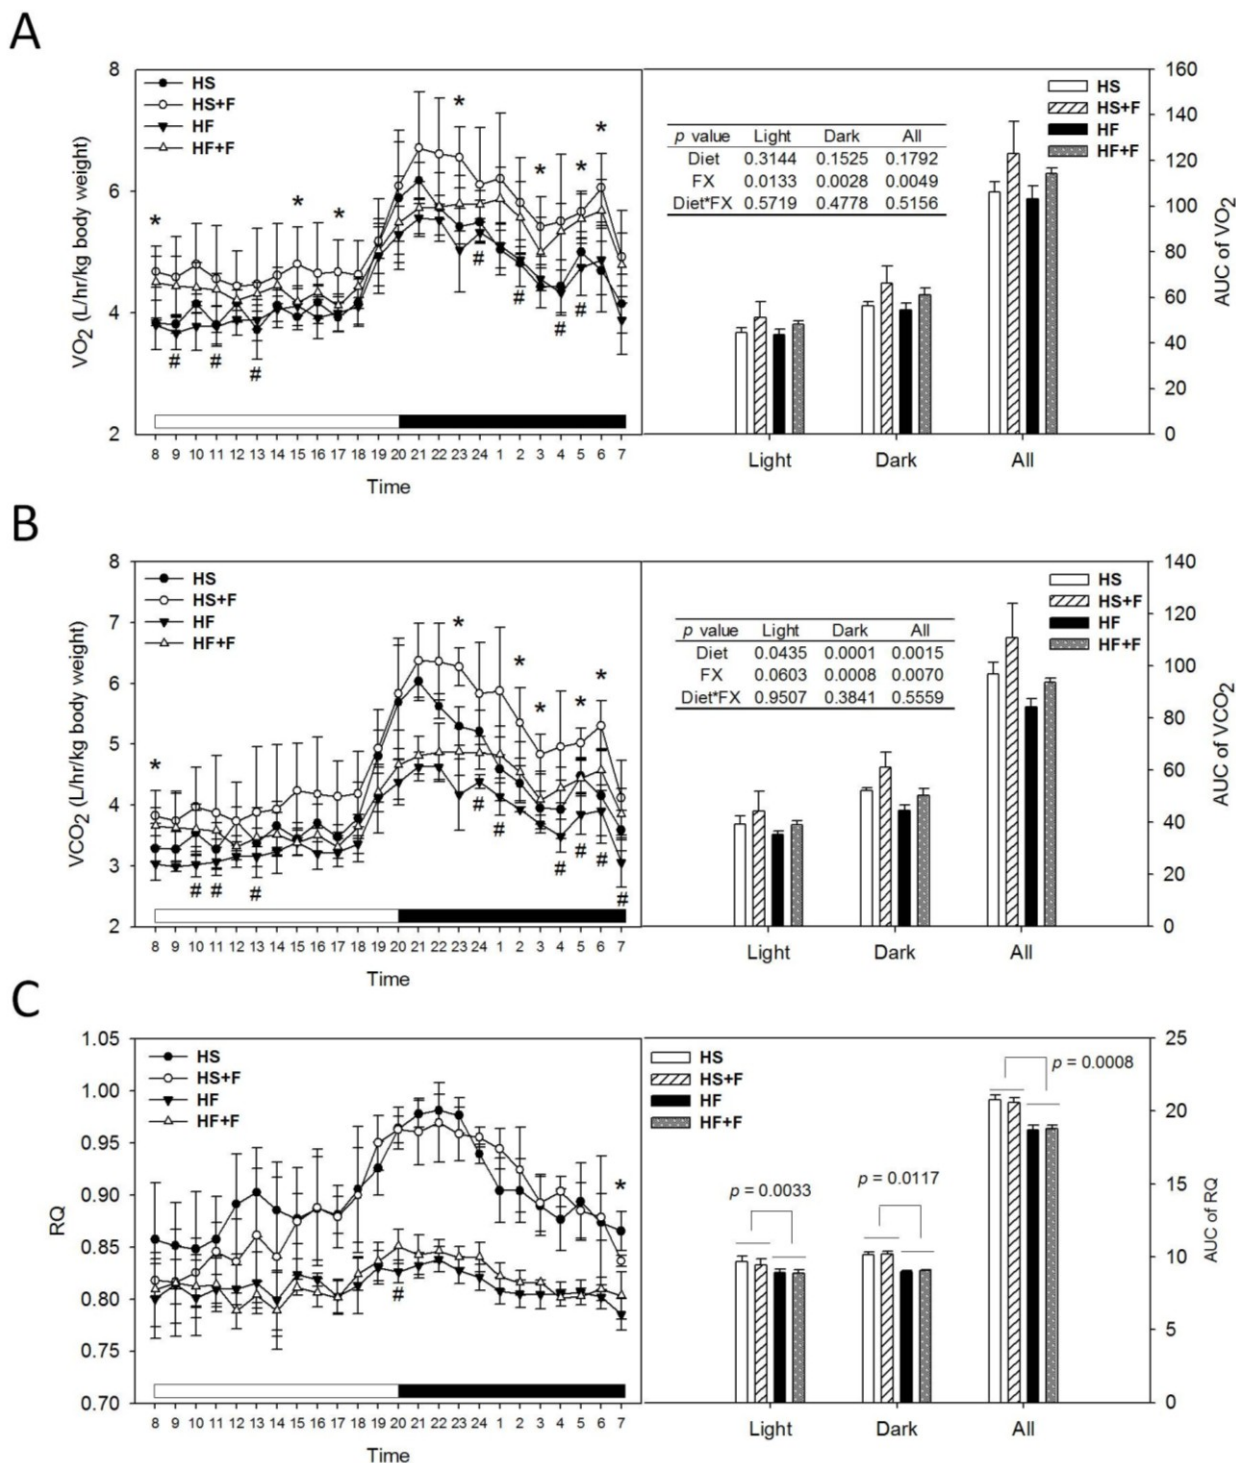 A
8
6
4
2
VO2 (L/hr/kg body weight)
HS
HS+F
HF
HF+F
* * * * * * *
# # # # # # #
8 9 10 11 12 13 14 15 16 17 18 19 20 21 22 23 24 1 2 3 4 5 6 7
Time
p value Light Dark All
Diet 0.3144 0.1525 0.1792
FX 0.0133 0.0028 0.0049
Diet*FX 0.5719 0.4778 0.5156
HS
HS+F
HF
HF+F
160
140
120
100
80
60
40
20
0
AUC of VO2
Light Dark All
B
8
7
6
5
4
3
2
VCO2 (L/hr/kg body weight)
HS
HS+F
HF
HF+F
* * * * * *
# # # # # # # # #
8 9 10 11 12 13 14 15 16 17 18 19 20 21 22 23 24 1 2 3 4 5 6 7
Time
p value Light Dark All
Diet 0.0435 0.0001 0.0015
FX 0.0603 0.0008 0.0070
Diet*FX 0.9507 0.3841 0.5559
HS
HS+F
HF
HF+F
140
120
100
80
60
40
20
0
AUC of VCO2
Light Dark All
C
1.05
1.00
0.95
0.90
0.85
0.80
0.75
0.70
RQ
HS
HS+F
HF
HF+F
*
#
8 9 10 11 12 13 14 15 16 17 18 19 20 21 22 23 24 1 2 3 4 5 6 7
Time
HS
HS+F
HF
HF+F
p = 0.0033
p = 0.0117
p = 0.0008
25
20
15
10
5
0
AUC of RQ
Light Dark All